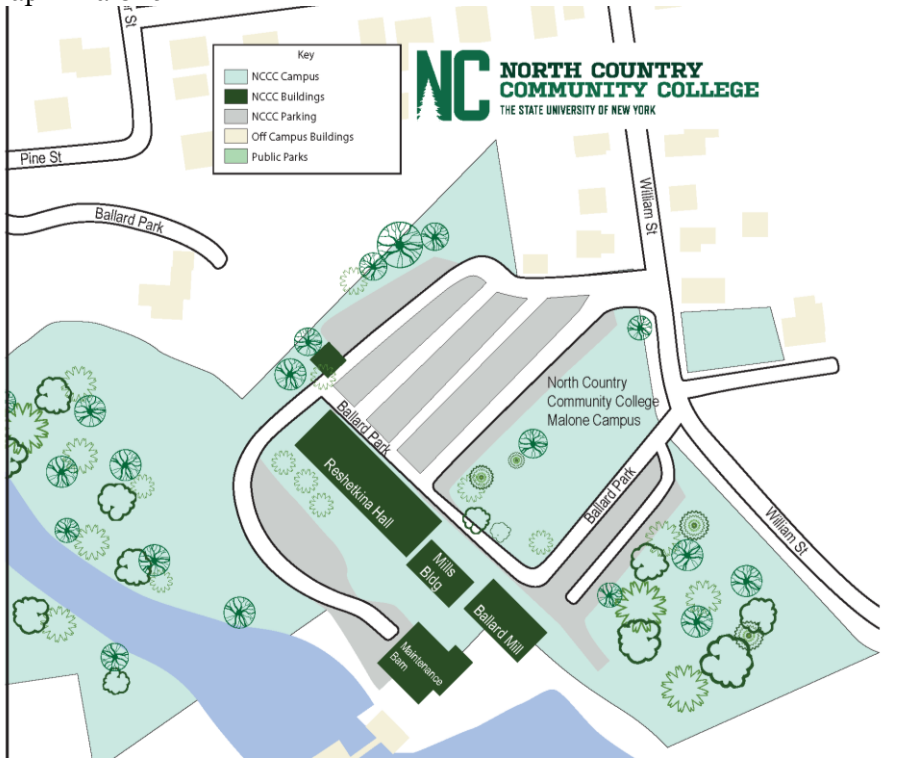 Key
NCCC Campus
NCCC Buildings
NCCC Parking
Off Campus Buildings
Public Parks
NC
NORTH COUNTRY
COMMUNITY COLLEGE
THE STATE UNIVERSITY OF NEW YORK
Pine St
Ballard Park
William St
North Country
Community College
Malone Campus
Ballard Park
Reshetkina Hall
Ballard Park
Mills
Bldg
Ballard Mill
William St
Maintenance
Barn